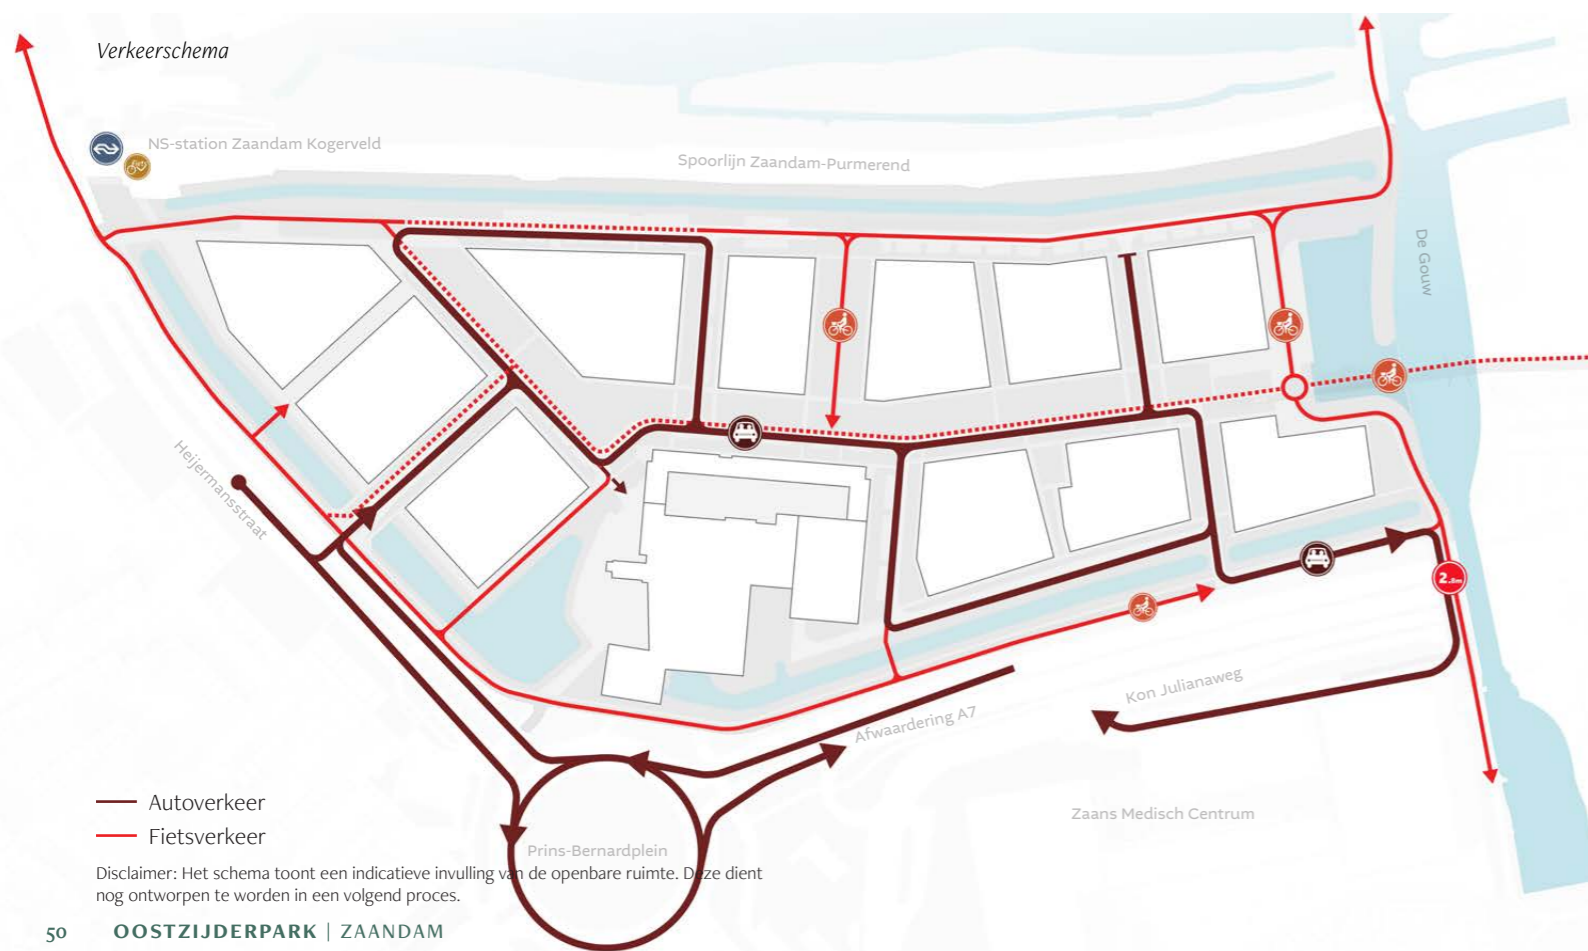 Verkeerschema
NS-station Zaandam Kogerveld
Spoorlijn Zaandam-Purmerend
De Gouw
Heijermansstraat
2.8m
Kon Julianaweg
Afwaardering A7
Zaans Medisch Centrum
Prins-Bernardplein
Autoverkeer
Fietsverkeer
Disclaimer: Het schema toont een indicatieve invulling van de openbare ruimte. Deze dient
nog ontworpen te worden in een volgend proces.
50 OOSTZIJDERPARK | ZAANDAM